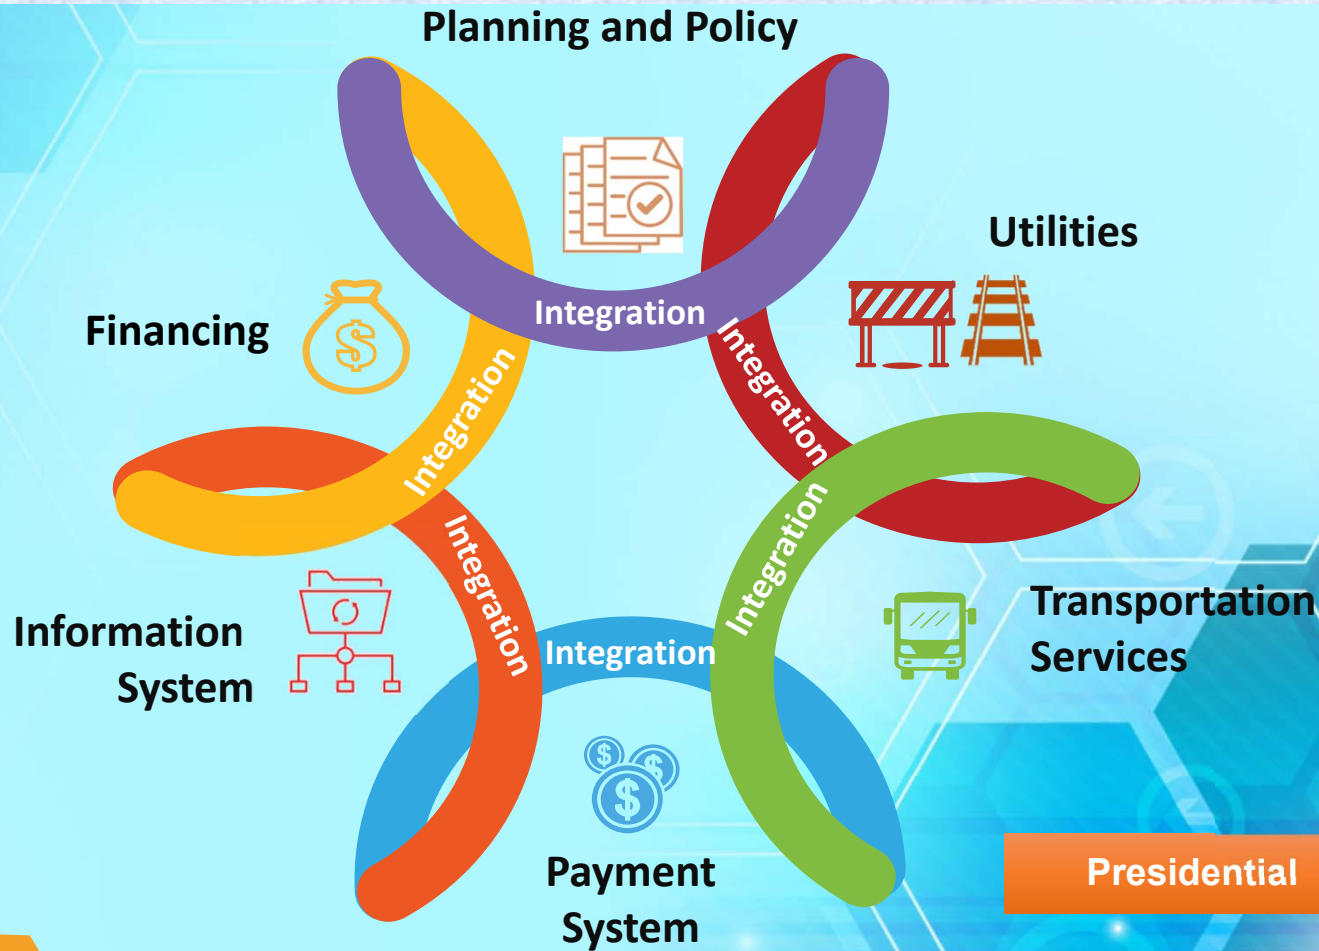 Planning and Policy
Utilities
Integration
Financing
$
Integration
Integration
Integration
Integration
Integration
Information
System
Transportation
Services
$
$
$
Payment
System
Presidential